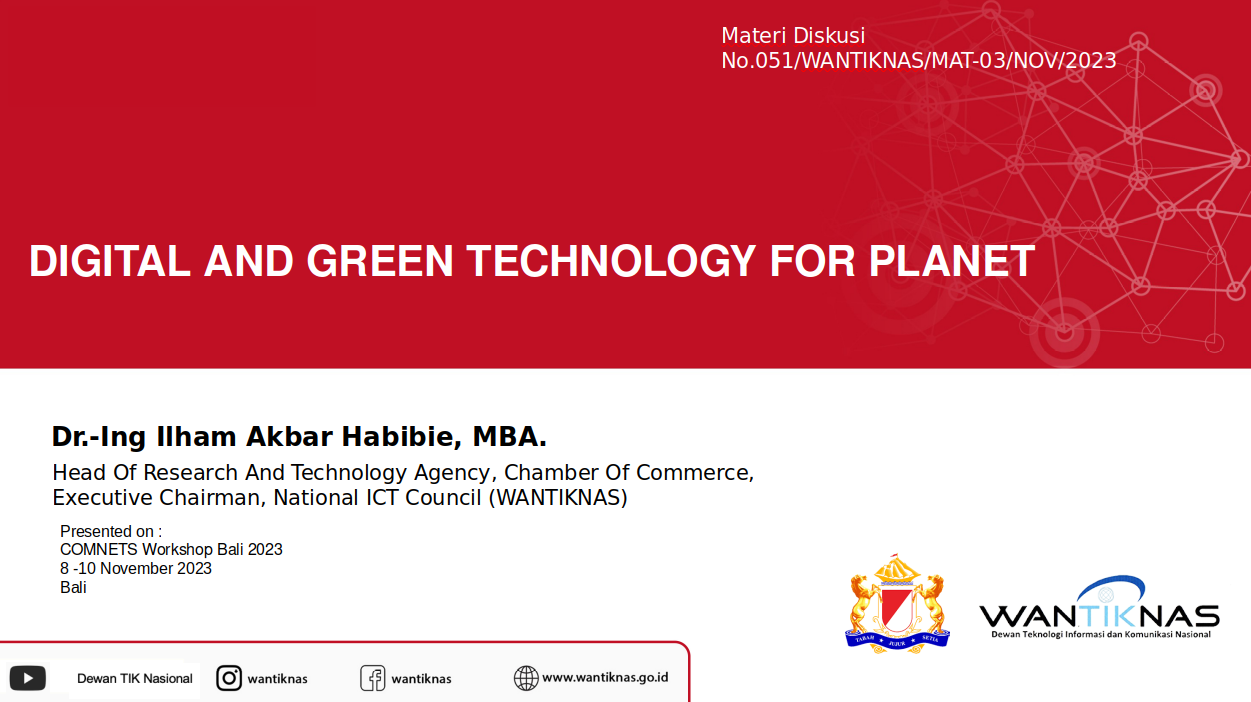 Materi Diskusi
No.051/WANTIKNAS/MAT-03/NOV/2023
DIGITAL AND GREEN TECHNOLOGY FOR PLANET
Dr.-Ing Ilham Akbar Habibie, MBA.
Head Of Research And Technology Agency, Chamber Of Commerce,
Executive Chairman, National ICT Council (WANTIKNAS)
Presented on :
COMNETS Workshop Bali 2023
8 -10 November 2023
Bali
TABAH ★ JUJUR ★ SETIA
WANTIKNAS
Dewan Teknologi Informasi dan Komunikasi Nasional
Dewan TIK Nasional
wantiknas
wantiknas
www.wantiknas.go.id